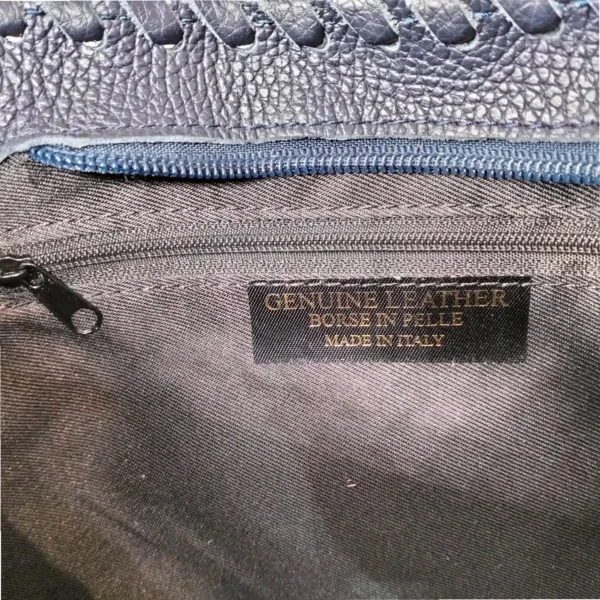 GENUINE LEATHER
BORSE IN PELLE
MADE IN ITALY